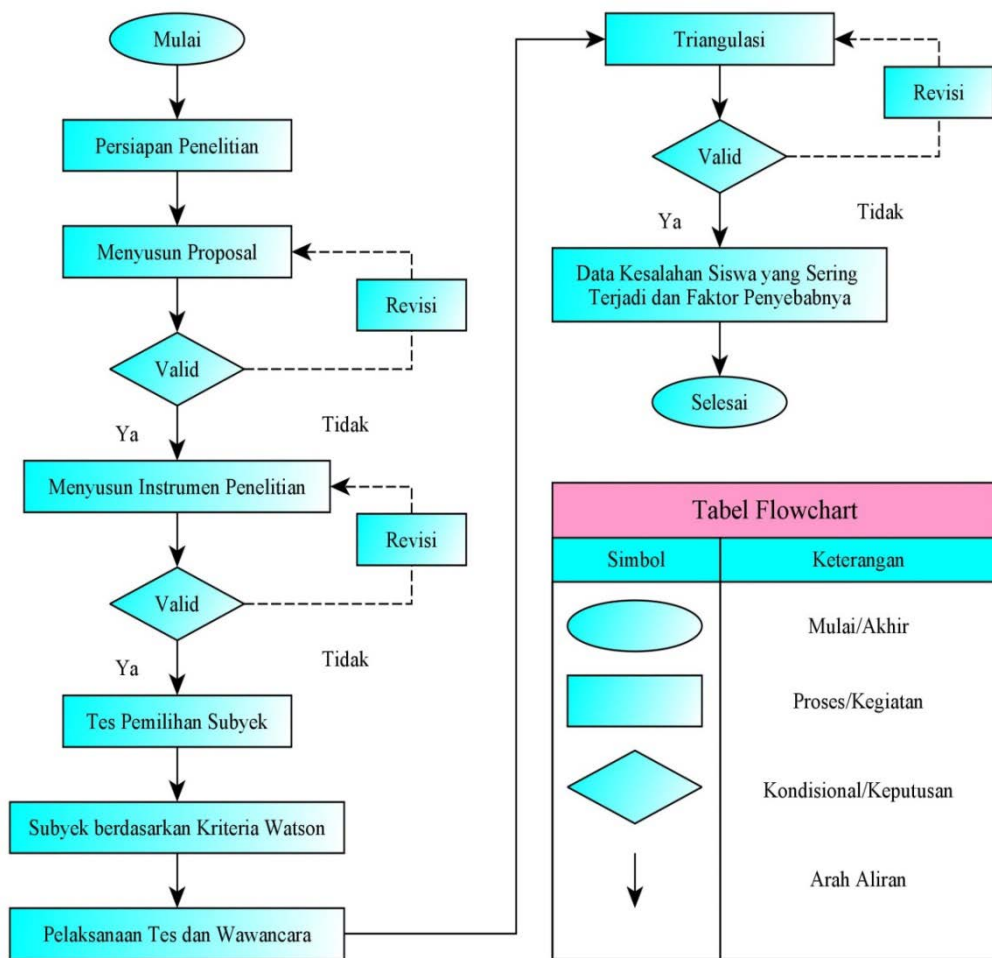 Mulai
Persiapan Penelitian
Menyusun Proposal
Revisi
Valid
Ya
Tidak
Menyusun Instrumen Penelitian
Revisi
Valid
Ya
Tidak
Tes Pemilihan Subyek
Subyek berdasarkan Kriteria Watson
Pelaksanaan Tes dan Wawancara
Triangulasi
Revisi
Valid
Ya
Tidak
Data Kesalahan Siswa yang Sering
Terjadi dan Faktor Penyebabnya
Selesai
Tabel Flowchart
Simbol
Keterangan
Mulai/Akhir
Proses/Kegiatan
Kondisional/Keputusan
Arah Aliran